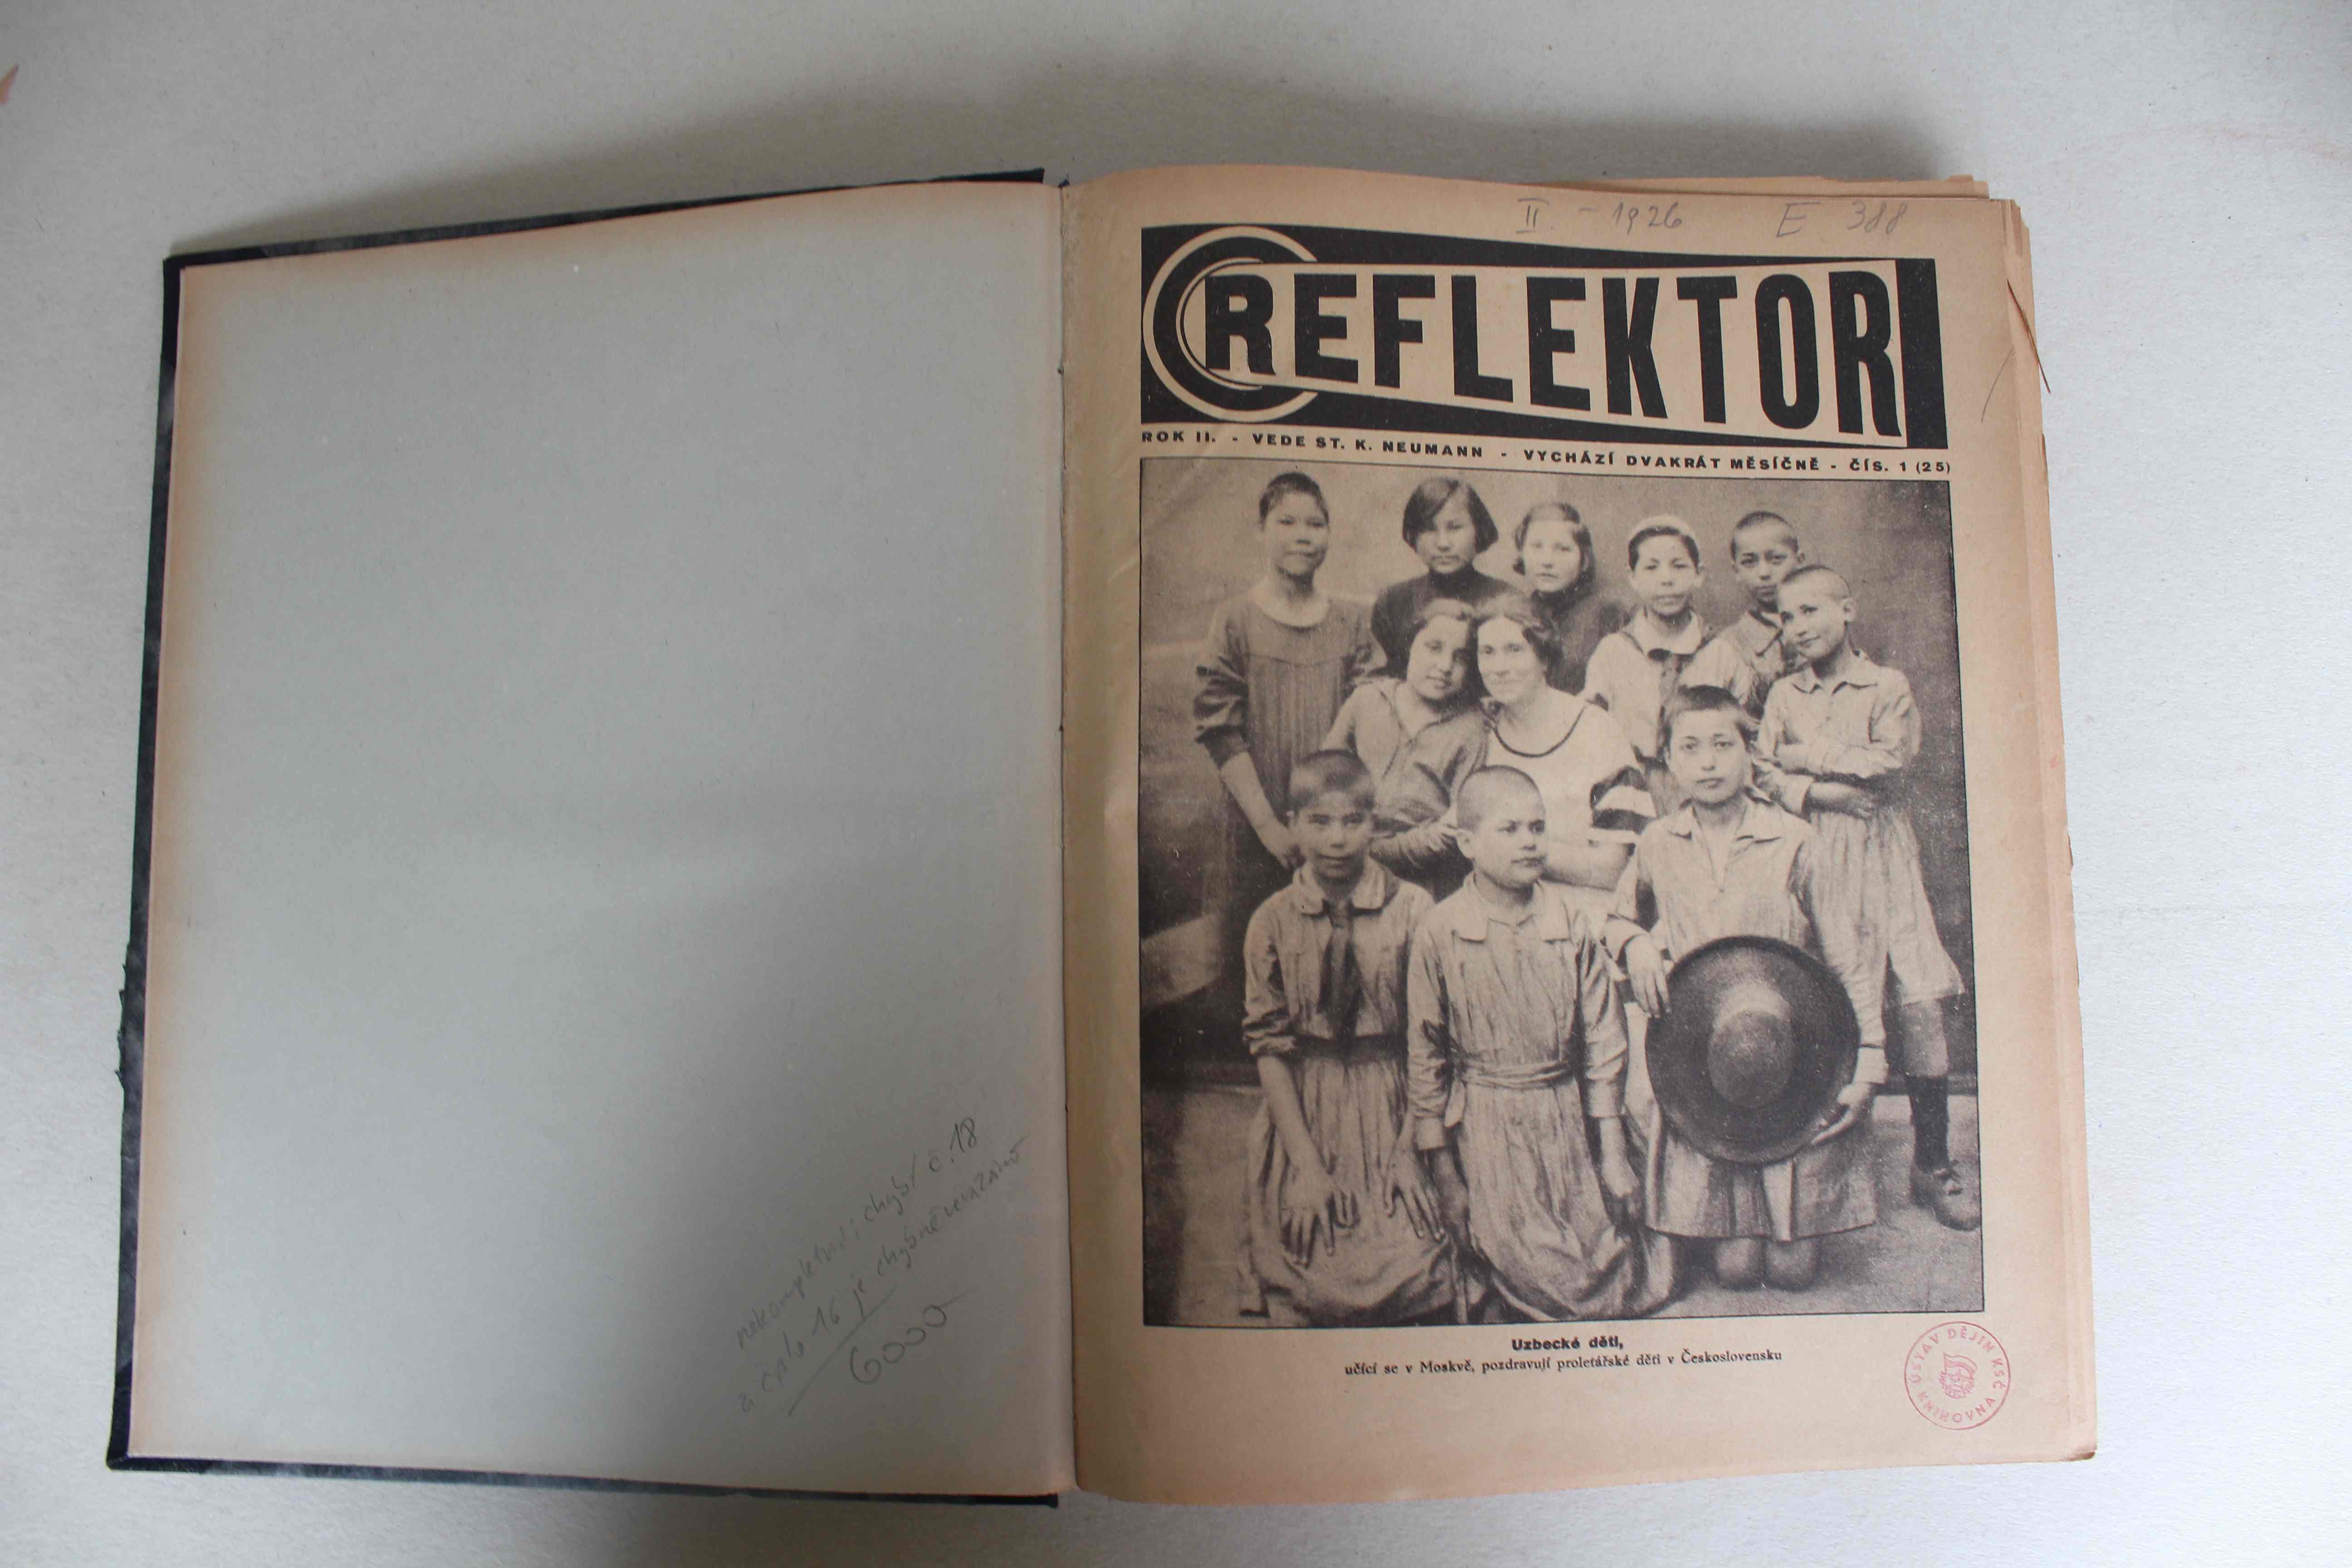 nekompletní: chybí č. 18
a číslo 16 je chybně vevázáno
6000
II. - 1926 E 388
REFLEKTOR
ROK II. - VEDE ST. K. NEUMANN - VYCHÁZÍ DVAKRÁT MĚSÍČNĚ - ČÍS. 1 (25)
Uzbecké děti,
učící se v Moskvě, pozdravují proletářské děti v Československu
ÚSTAV DĚJIN KSČ
KNIHOVNA